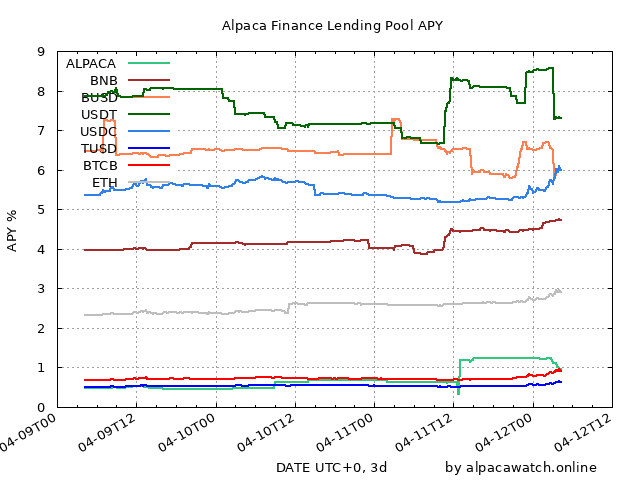 Alpaca Finance Lending Pool APY
9
8
7
6
5
4
3
2
1
0
APY %
ALPACA
BNB
BUSD
USDT
USDC
TUSD
BTCB
ETH
04-09T00
04-09T12
04-10T00
04-10T12
04-11T00
04-11T12
04-12T00
04-12T12
DATE UTC+0, 3d
by alpacawatch.online